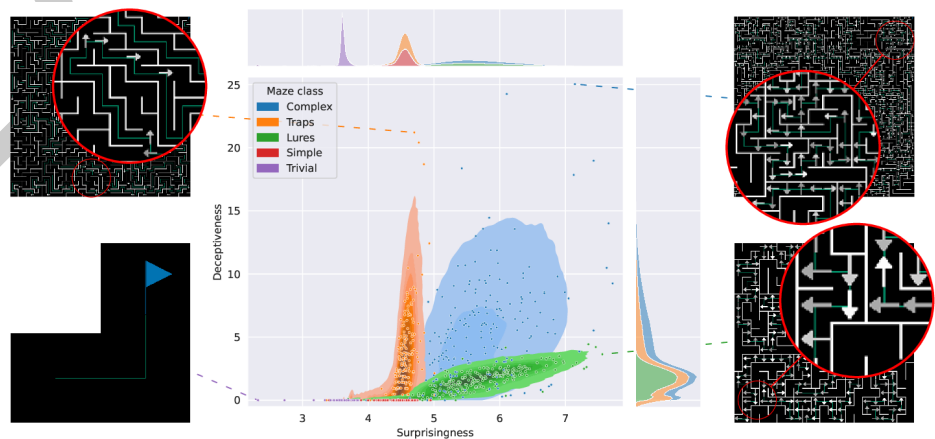 25
20
15
10
5
0
Deceptiveness
Maze class
Complex
Traps
Lures
Simple
Trivial
3 4 5 6 7
Surprisingness